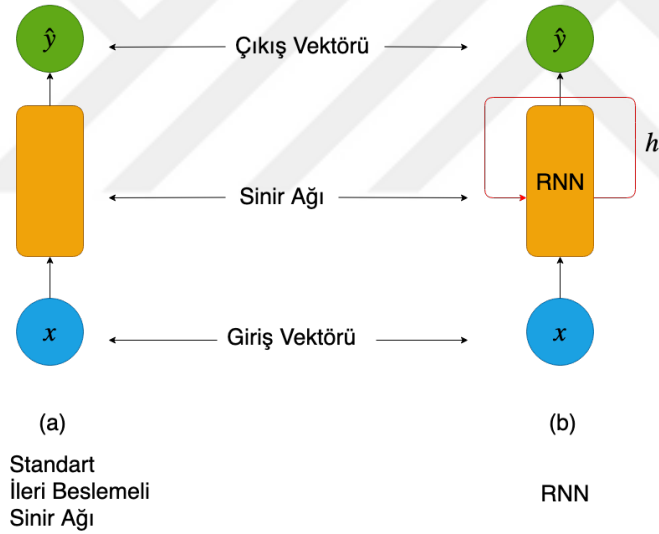 ŷ Çıkış Vektörü ŷ
h
Sinir Ağı RNN
x Giriş Vektörü x
(a) (b)
Standart
İleri Beslemeli
Sinir Ağı
RNN